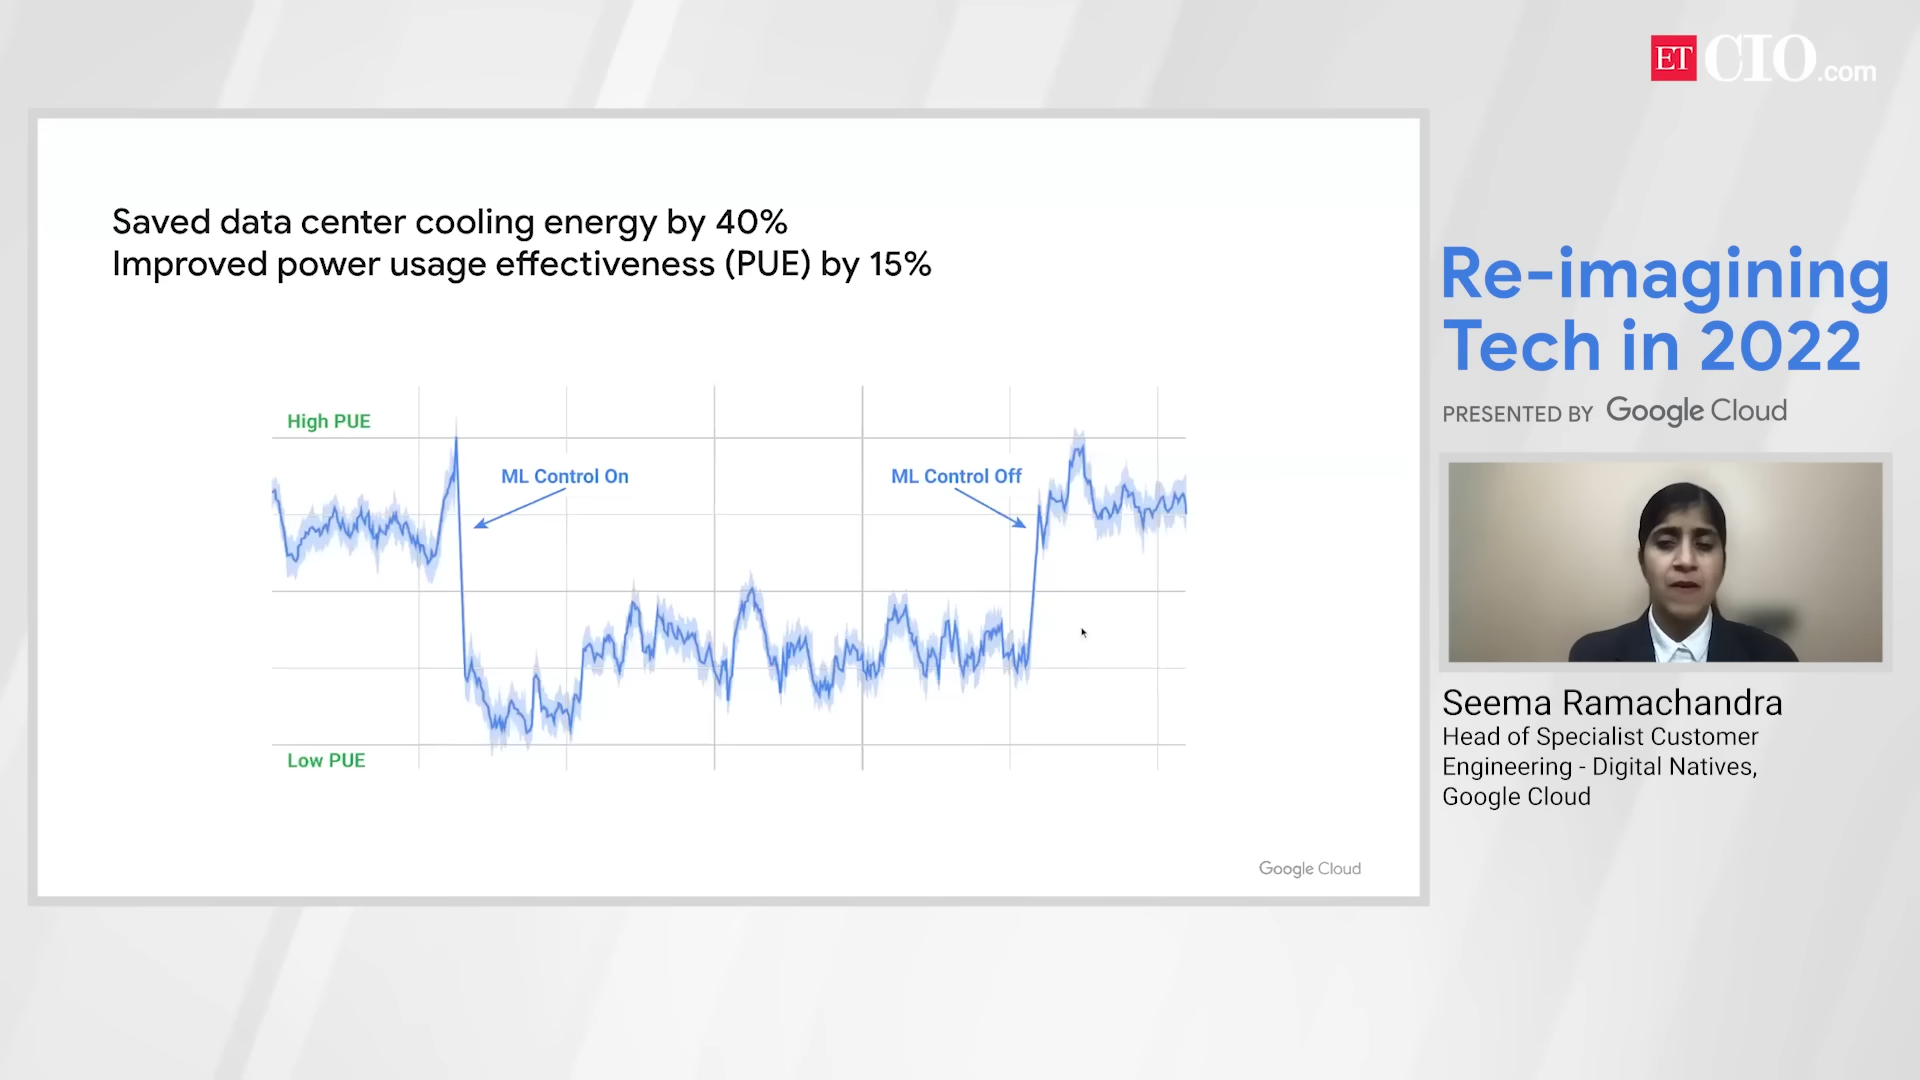 ET CIO.com
Saved data center cooling energy by 40%
Improved power usage effectiveness (PUE) by 15%
High PUE
ML Control On
ML Control Off
Low PUE
Google Cloud
Re-imagining
Tech in 2022
PRESENTED BY Google Cloud
Seema Ramachandra
Head of Specialist Customer
Engineering - Digital Natives,
Google Cloud